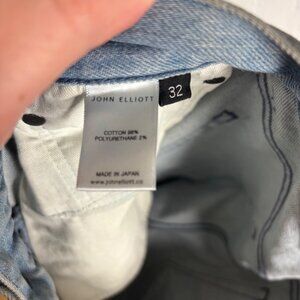 JOHN ELLIOTT
32
COTTON 98%
POLYURETHANE 2%
MADE IN JAPAN
www.johnelliott.co